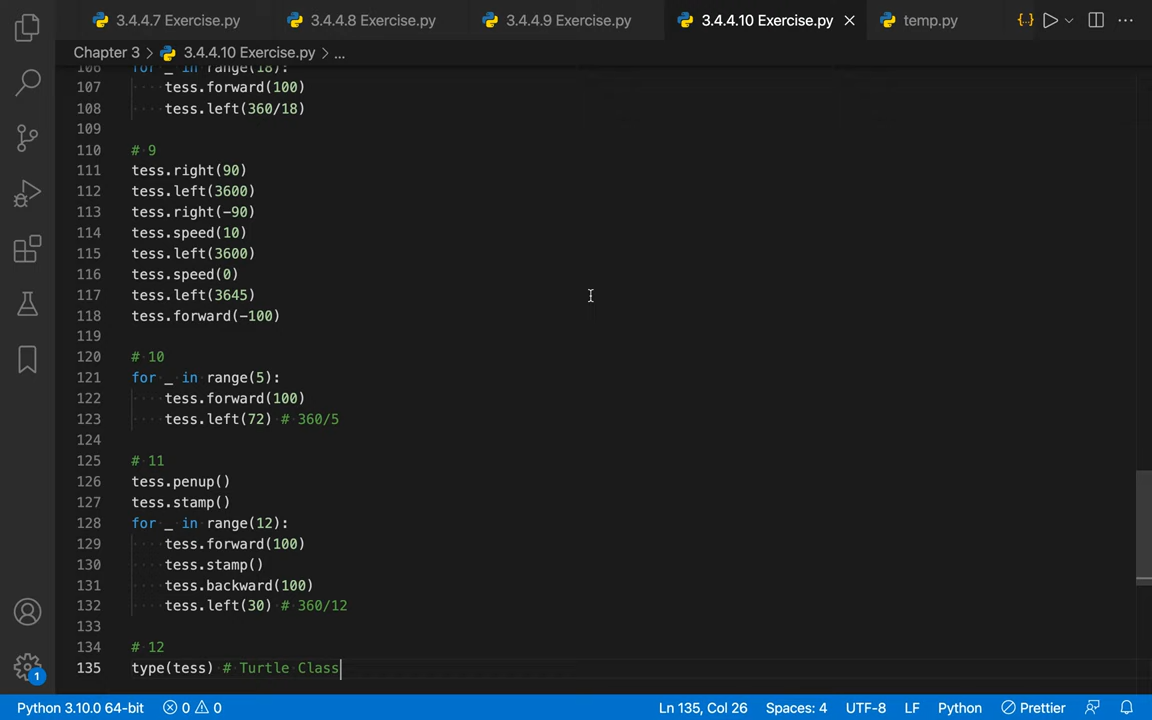 3.4.4.7 Exercise.py 3.4.4.8 Exercise.py 3.4.4.9 Exercise.py 3.4.4.10 Exercise.py temp.py
Chapter 3 > 3.4.4.10 Exercise.py > ...
106 for _ in range(18):
107 tess.forward(100)
108 tess.left(360/18)
109
110 # 9
111 tess.right(90)
112 tess.left(3600)
113 tess.right(-90)
114 tess.speed(10)
115 tess.left(3600)
116 tess.speed(0)
117 tess.left(3645)
118 tess.forward(-100)
119
120 # 10
121 for _ in range(5):
122 tess.forward(100)
123 tess.left(72) # 360/5
124
125 # 11
126 tess.penup()
127 tess.stamp()
128 for _ in range(12):
129 tess.forward(100)
130 tess.stamp()
131 tess.backward(100)
132 tess.left(30) # 360/12
133
134 # 12
135 type(tess) # Turtle Class
1
Python 3.10.0 64-bit 0 0 Ln 135, Col 26 Spaces: 4 UTF-8 LF Python Prettier